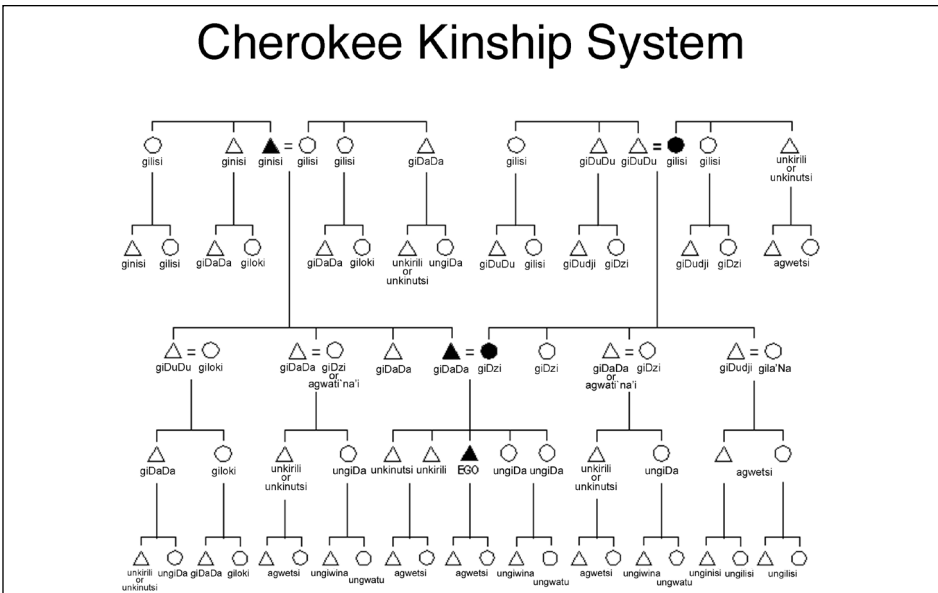 Cherokee Kinship System
gilisi ginisi ginisi = gilisi gilisi giDaDa gilisi giDuDu giDuDu = gilisi gilisi unkirili
or
unkinutsi
ginisi gilisi giDaDa giloki giDaDa giloki unkirili ungiDa giDuDu gilisi giDudji giDzi giDudji giDzi agwetsi
or
unkinutsi
= = = = =
giDuDu giloki giDaDa giDzi giDaDa giDaDa giDzi giDzi giDaDa giDzi giDudji gila'Na
or or
agwati`na'i agwati`na'i
giDaDa giloki unkirili ungiDa unkinutsi unkirili EGO ungiDa ungiDa unkirili ungiDa agwetsi
or or
unkinutsi unkinutsi
unkirili ungiDa giDaDa giloki agwetsi ungiwina ungwatu agwetsi agwetsi ungiwina ungwatu agwetsi ungiwina ungwatu unginisi ungilisi ungilisi
or
unkinutsi